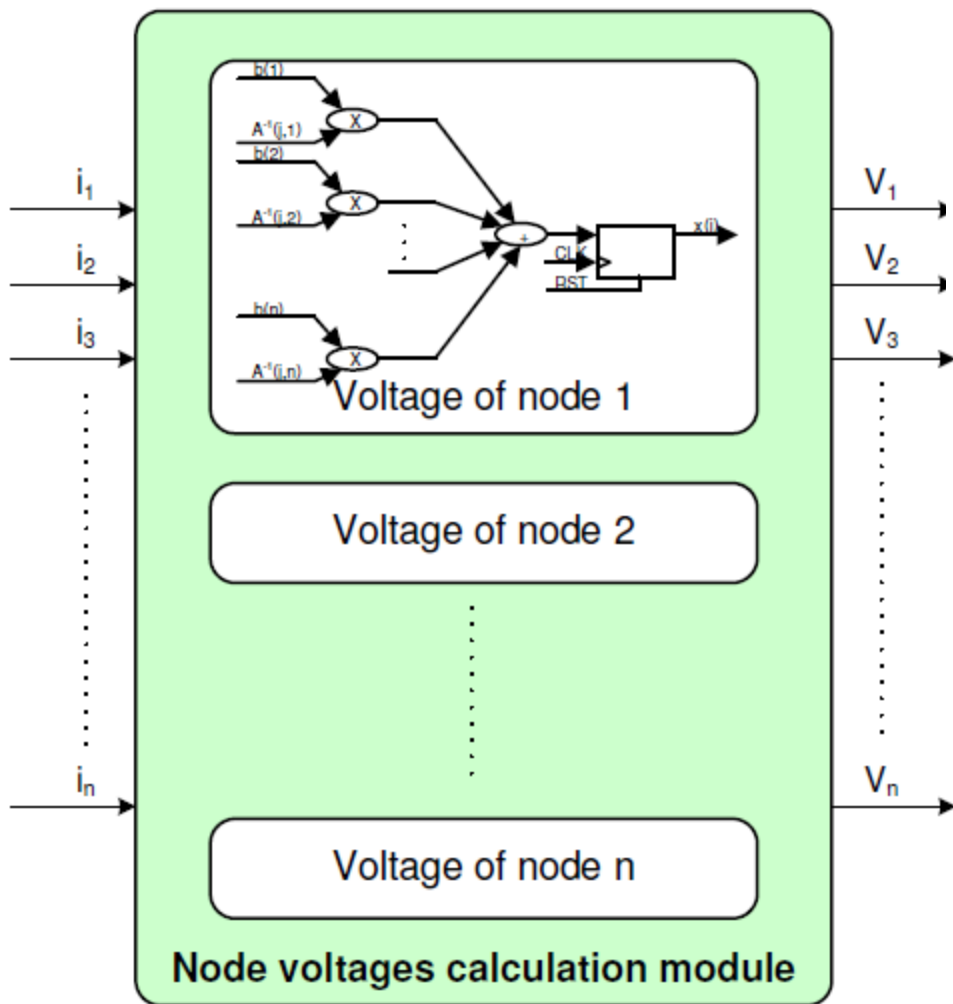 b(1)
X
A⁻¹(j,1)
b(2)
X
A⁻¹(j,2)
+
x(j)
CLK
RST
b(n)
X
A⁻¹(j,n)
Voltage of node 1
i₁
i₂
i₃
iₙ
V₁
V₂
V₃
Vₙ
Voltage of node 2
Voltage of node n
Node voltages calculation module